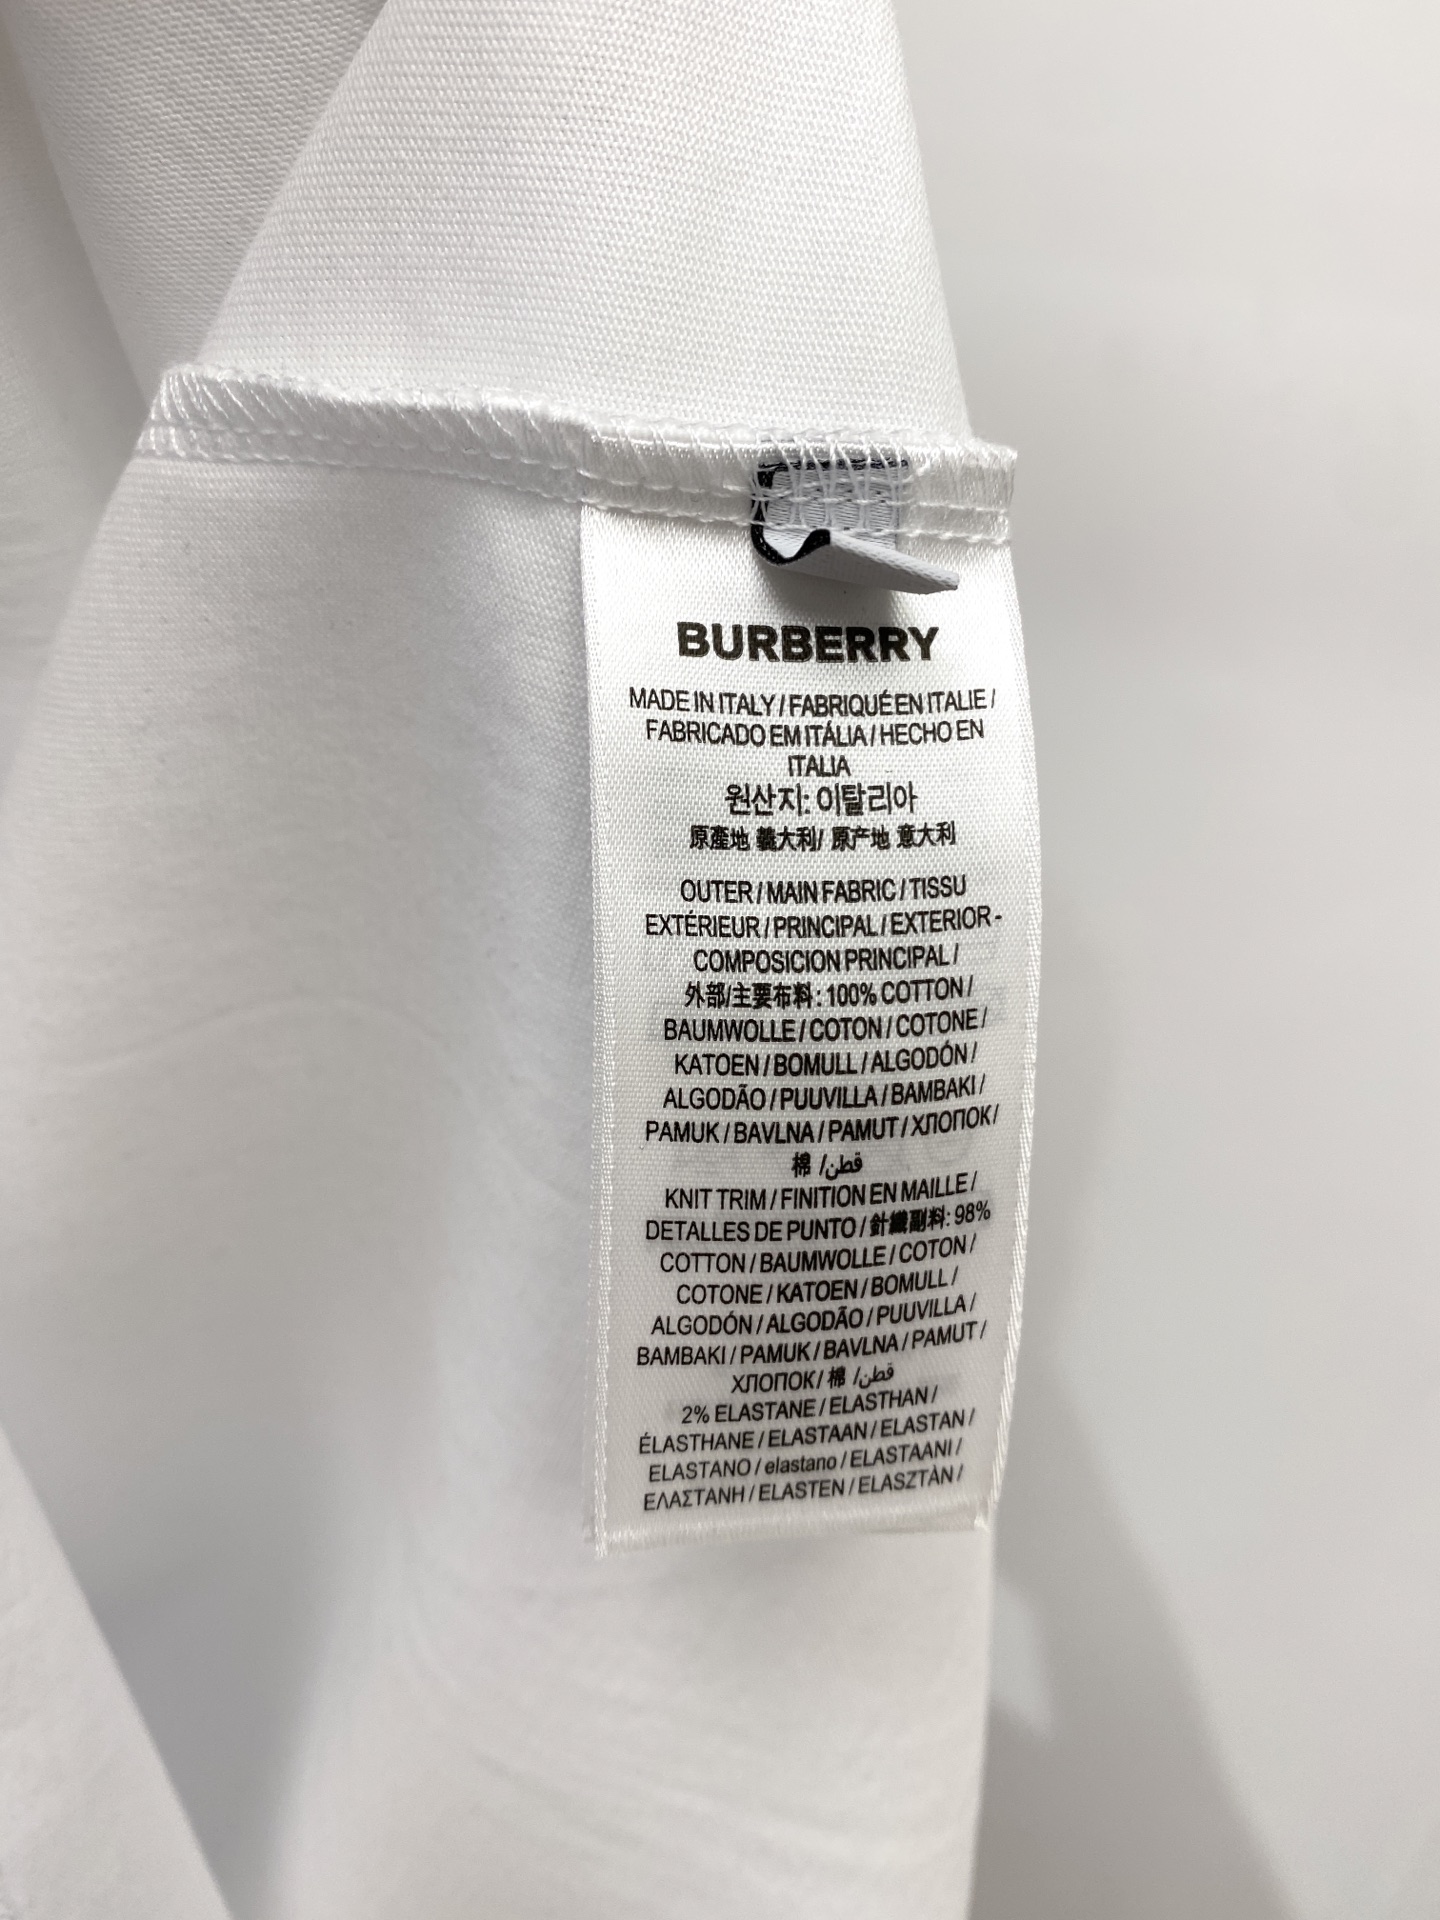 BURBERRY
MADE IN ITALY / FABRIQUÉ EN ITALIE /
FABRICADO EM ITÁLIA / HECHO EN
ITALIA
원산지: 이탈리아
原產地 義大利/ 原产地 意大利
OUTER / MAIN FABRIC / TISSU
EXTÉRIEUR / PRINCIPAL / EXTERIOR -
COMPOSICION PRINCIPAL /
外部/主要布料: 100% COTTON /
BAUMWOLLE / COTON / COTONE /
KATOEN / BOMULL / ALGODÓN /
ALGODÃO / PUUVILLA / BAMBAKI /
PAMUK / BAVLNA / PAMUT / ХЛОПОК /
棉 /قطن
KNIT TRIM / FINITION EN MAILLE /
DETALLES DE PUNTO / 針織副料: 98%
COTTON / BAUMWOLLE / COTON /
COTONE / KATOEN / BOMULL /
ALGODÓN / ALGODÃO / PUUVILLA /
BAMBAKI / PAMUK / BAVLNA / PAMUT /
ХЛОПОК / 棉 /قطن
2% ELASTANE / ELASTHAN /
ÉLASTHANE / ELASTAAN / ELASTAN /
ELASTANO / elastano / ELASTAANI /
ΕΛΑΣΤΑΝΗ / ELASTEN / ELASZTÀN /